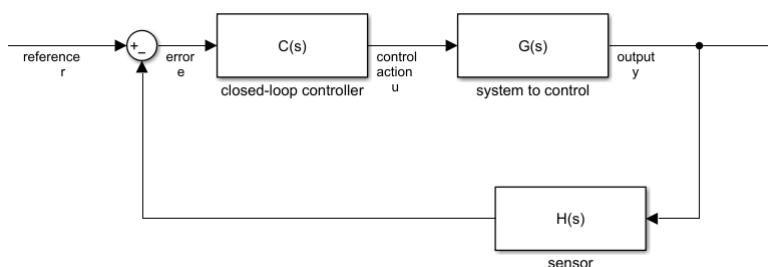 +
−
reference
r
error
e
C(s)
closed-loop controller
control
action
u
G(s)
system to control
output
y
H(s)
sensor